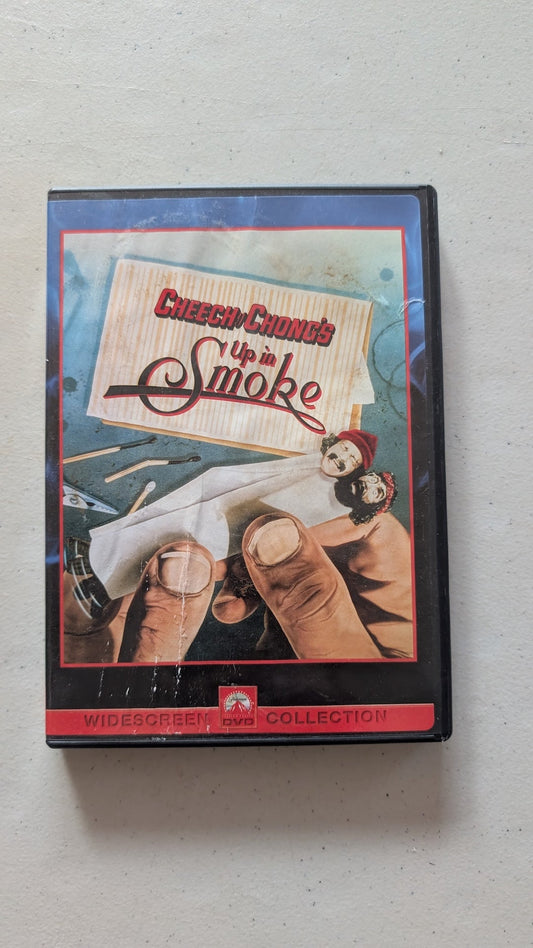 CHEECH & CHONG'S
Up in
Smoke
WIDESCREEN DVD COLLECTION